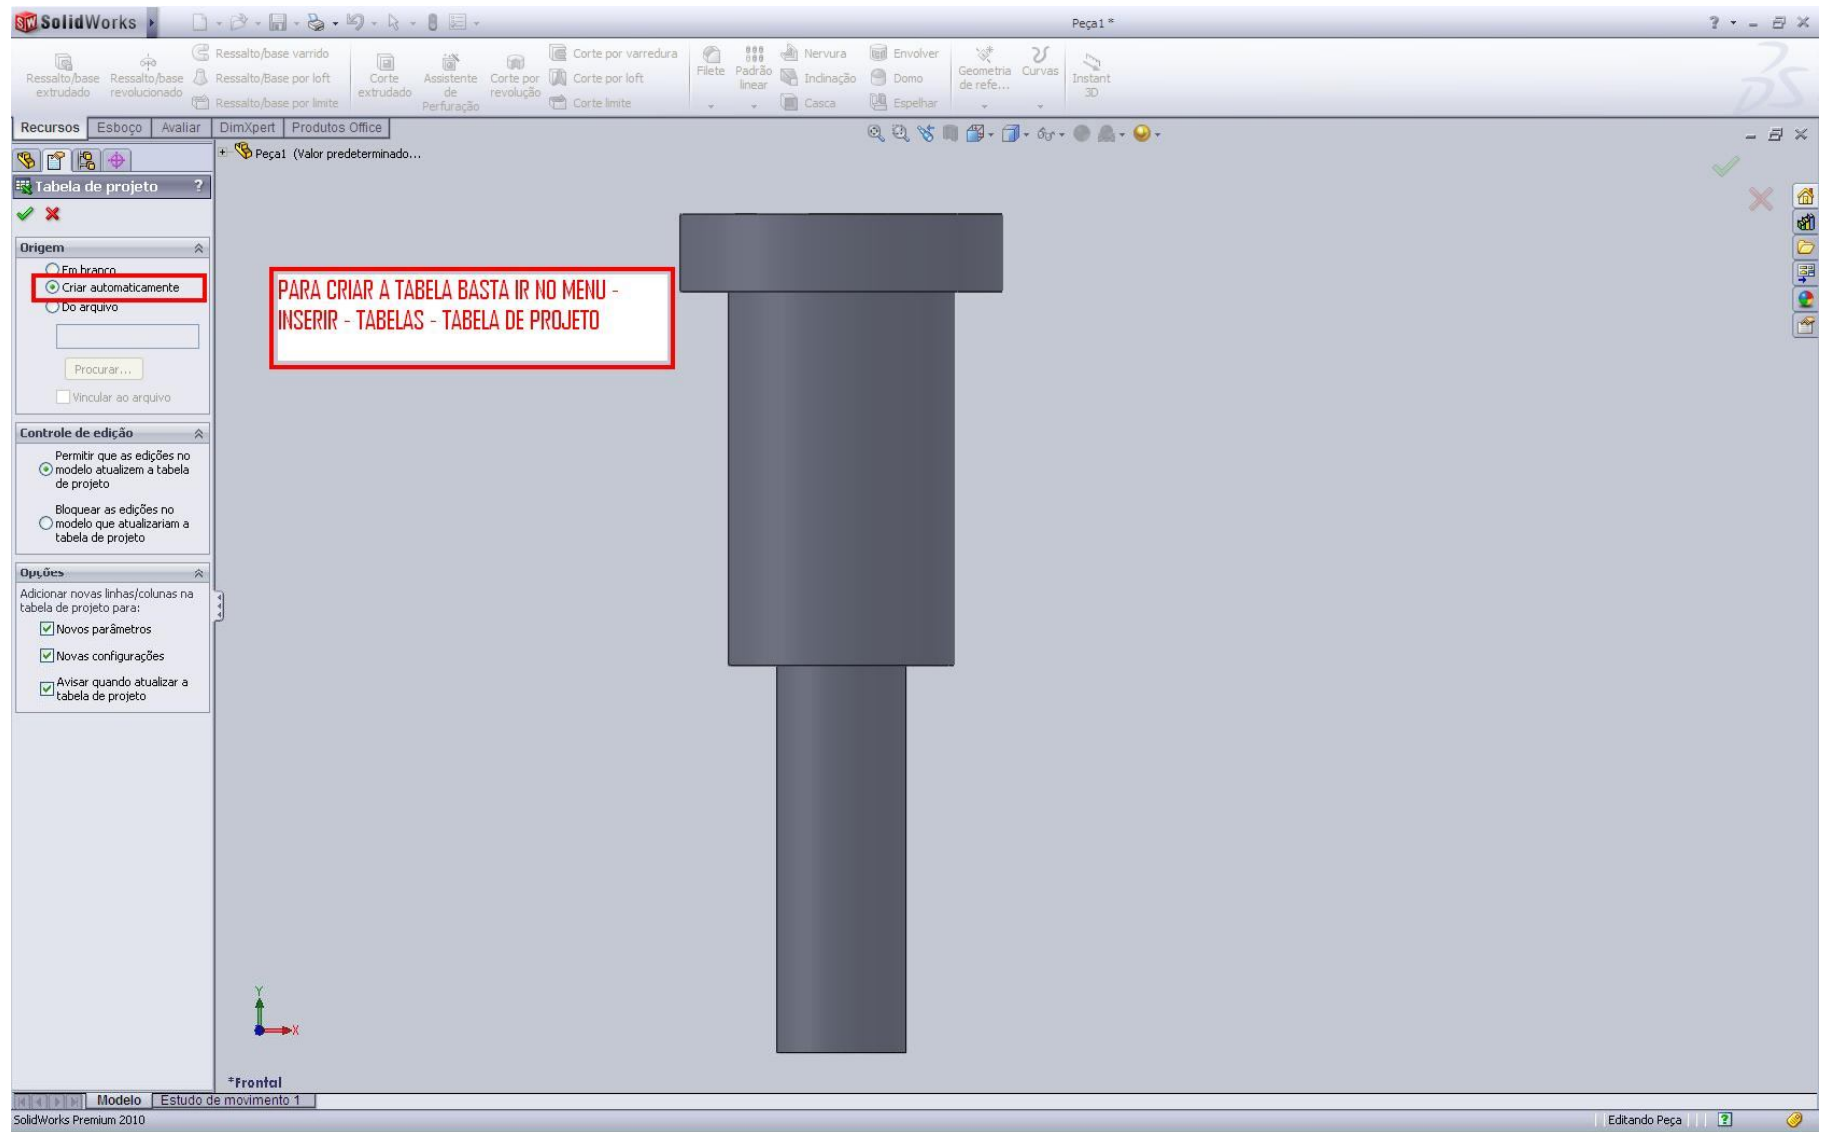 SolidWorks
Peça1 *
Ressalto/base extrudado
Ressalto/base revolucionado
Ressalto/base varrido
Ressalto/Base por loft
Ressalto/base por limite
Corte extrudado
Assistente de Perfuração
Corte por revolução
Corte por varredura
Corte por loft
Corte limite
Filete
Padrão linear
Nervura
Inclinação
Casca
Envolver
Domo
Espelhar
Geometria de refe...
Curvas
Instant 3D
Recursos
Esboço
Avaliar
DimXpert
Produtos Office
Peça1 (Valor predeterminado...
Tabela de projeto ?
Origem
Em branco
Criar automaticamente
Do arquivo
Procurar...
Vincular ao arquivo
Controle de edição
Permitir que as edições no
modelo atualizem a tabela
de projeto
Bloquear as edições no
modelo que atualizariam a
tabela de projeto
Opções
Adicionar novas linhas/colunas na
tabela de projeto para:
Novos parâmetros
Novas configurações
Avisar quando atualizar a
tabela de projeto
PARA CRIAR A TABELA BASTA IR NO MENU -
INSERIR - TABELAS - TABELA DE PROJETO
Y
X
*Frontal
Modelo
Estudo de movimento 1
SolidWorks Premium 2010
Editando Peça